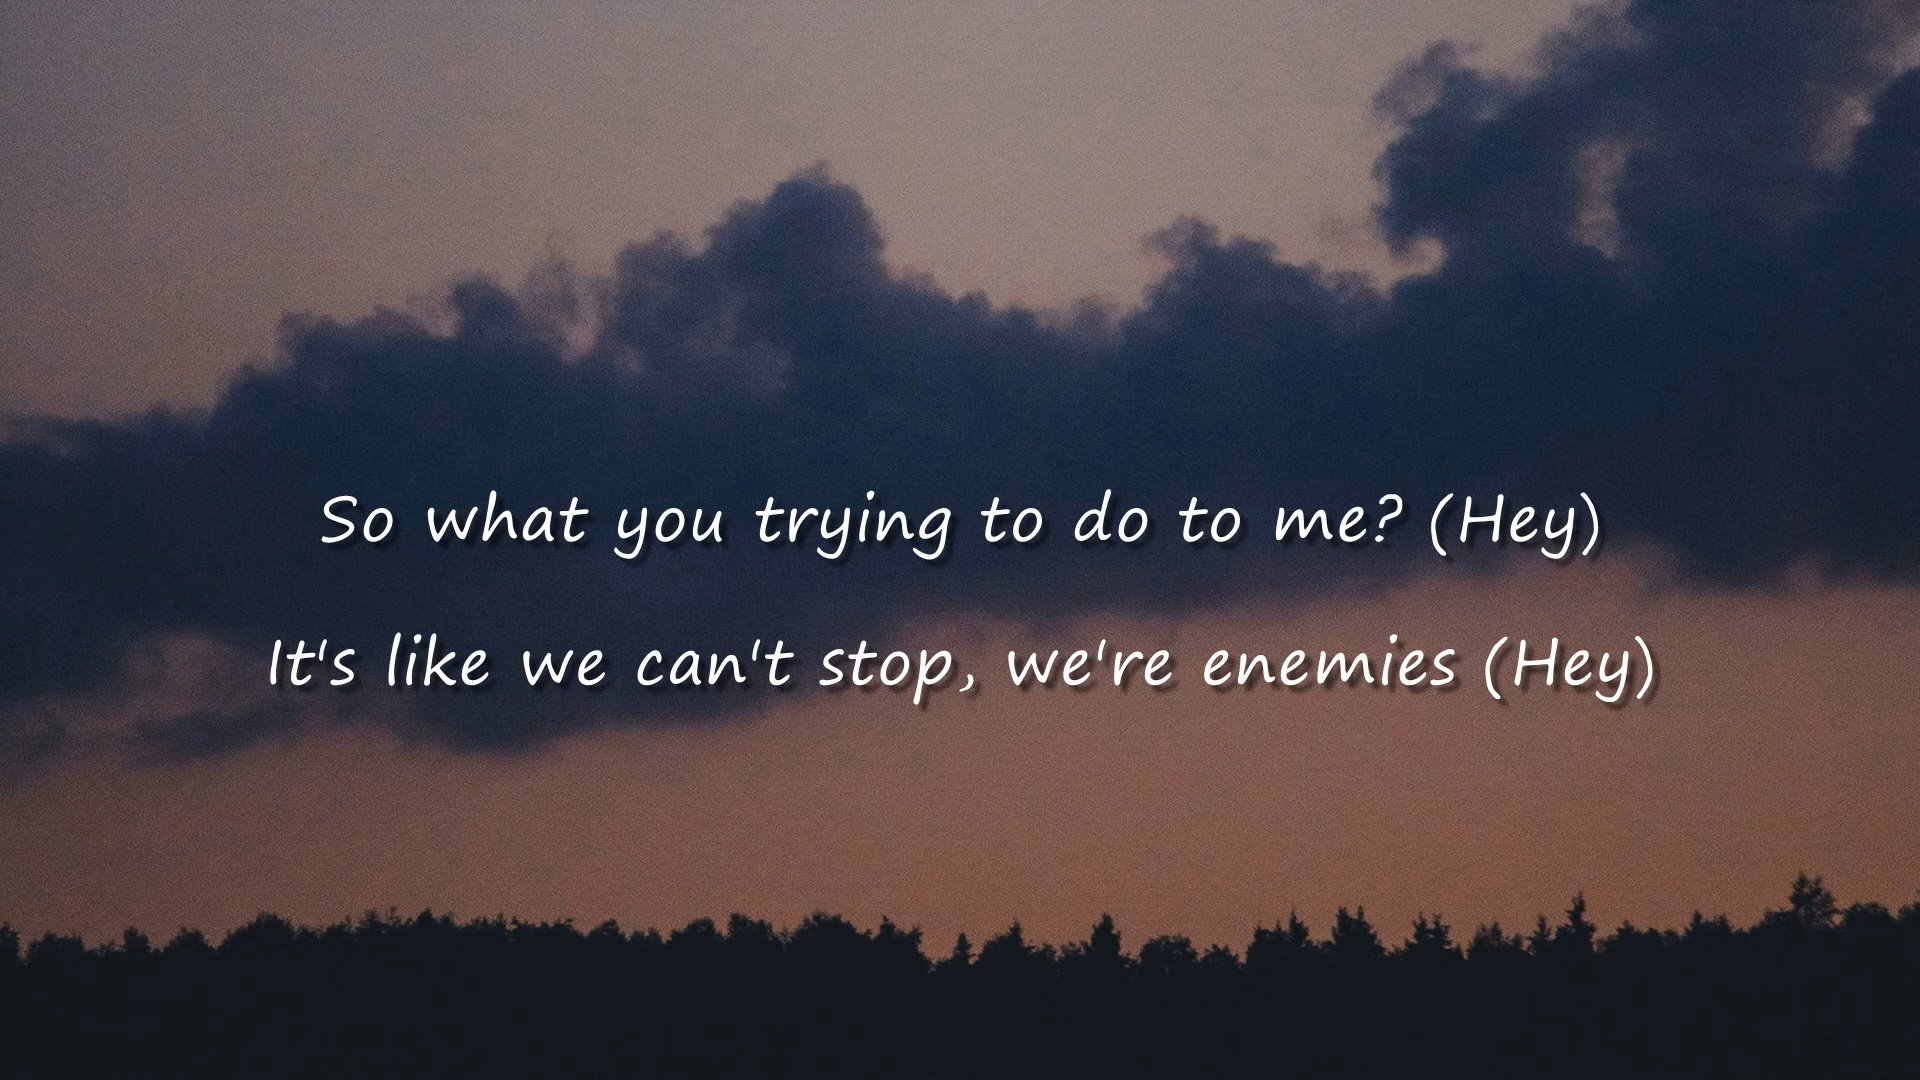 So what you trying to do to me? (Hey)
It's like we can't stop, we're enemies (Hey)